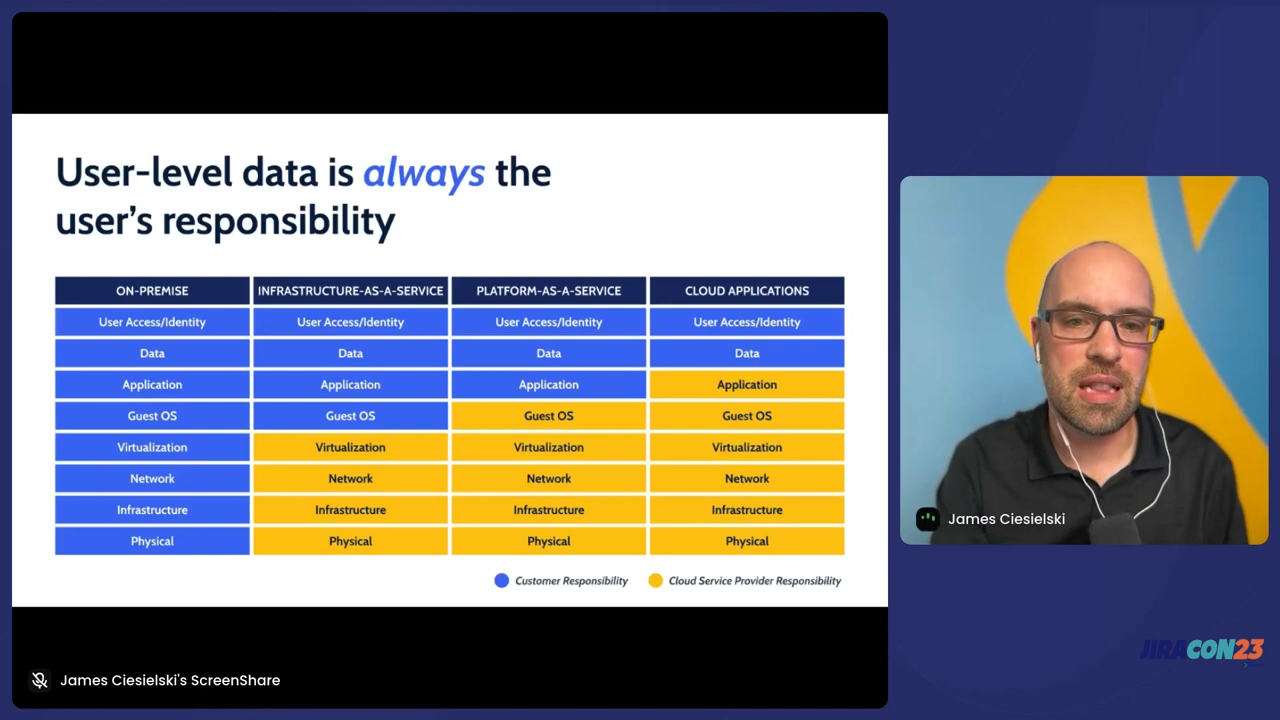 User-level data is always the
user's responsibility
ON-PREMISE INFRASTRUCTURE-AS-A-SERVICE PLATFORM-AS-A-SERVICE CLOUD APPLICATIONS
User Access/Identity User Access/Identity User Access/Identity User Access/Identity
Data Data Data Data
Application Application Application Application
Guest OS Guest OS Guest OS Guest OS
Virtualization Virtualization Virtualization Virtualization
Network Network Network Network
Infrastructure Infrastructure Infrastructure Infrastructure
Physical Physical Physical Physical
Customer Responsibility Cloud Service Provider Responsibility
James Ciesielski's ScreenShare
James Ciesielski
JIRACON23